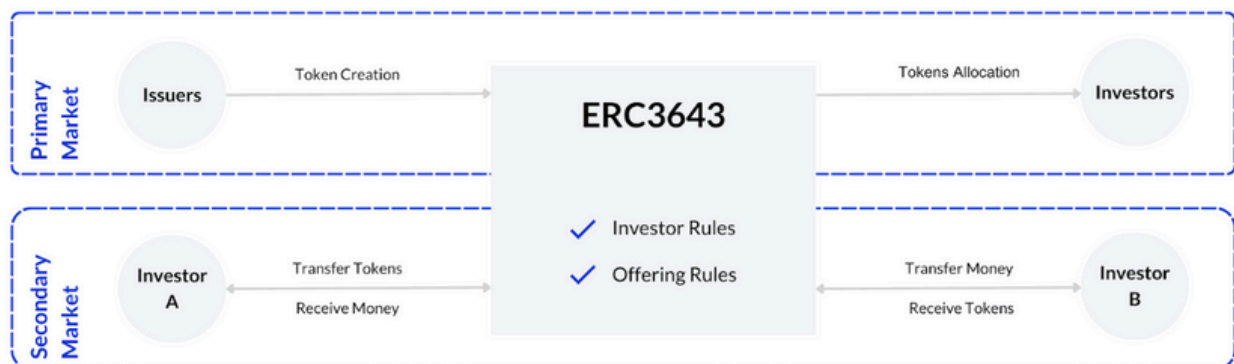 Primary
Market
Issuers
Token Creation
ERC3643
Tokens Allocation
Investors
Investor Rules
Offering Rules
Secondary
Market
Investor
A
Transfer Tokens
Receive Money
Transfer Money
Receive Tokens
Investor
B